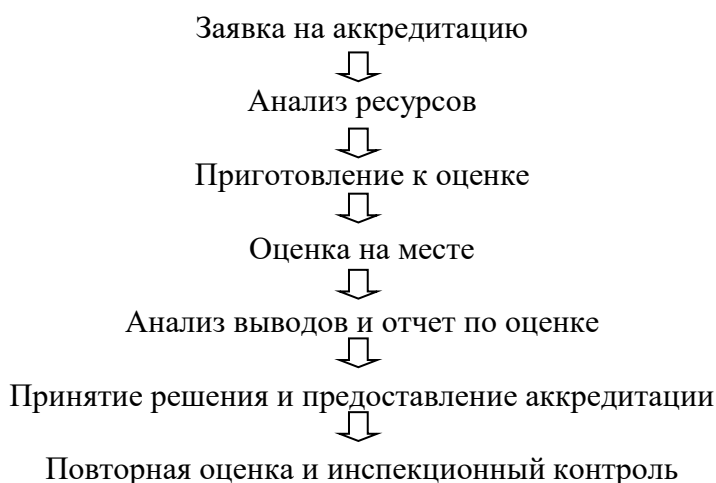 Заявка на аккредитацию
Анализ ресурсов
Приготовление к оценке
Оценка на месте
Анализ выводов и отчет по оценке
Принятие решения и предоставление аккредитации
Повторная оценка и инспекционный контроль